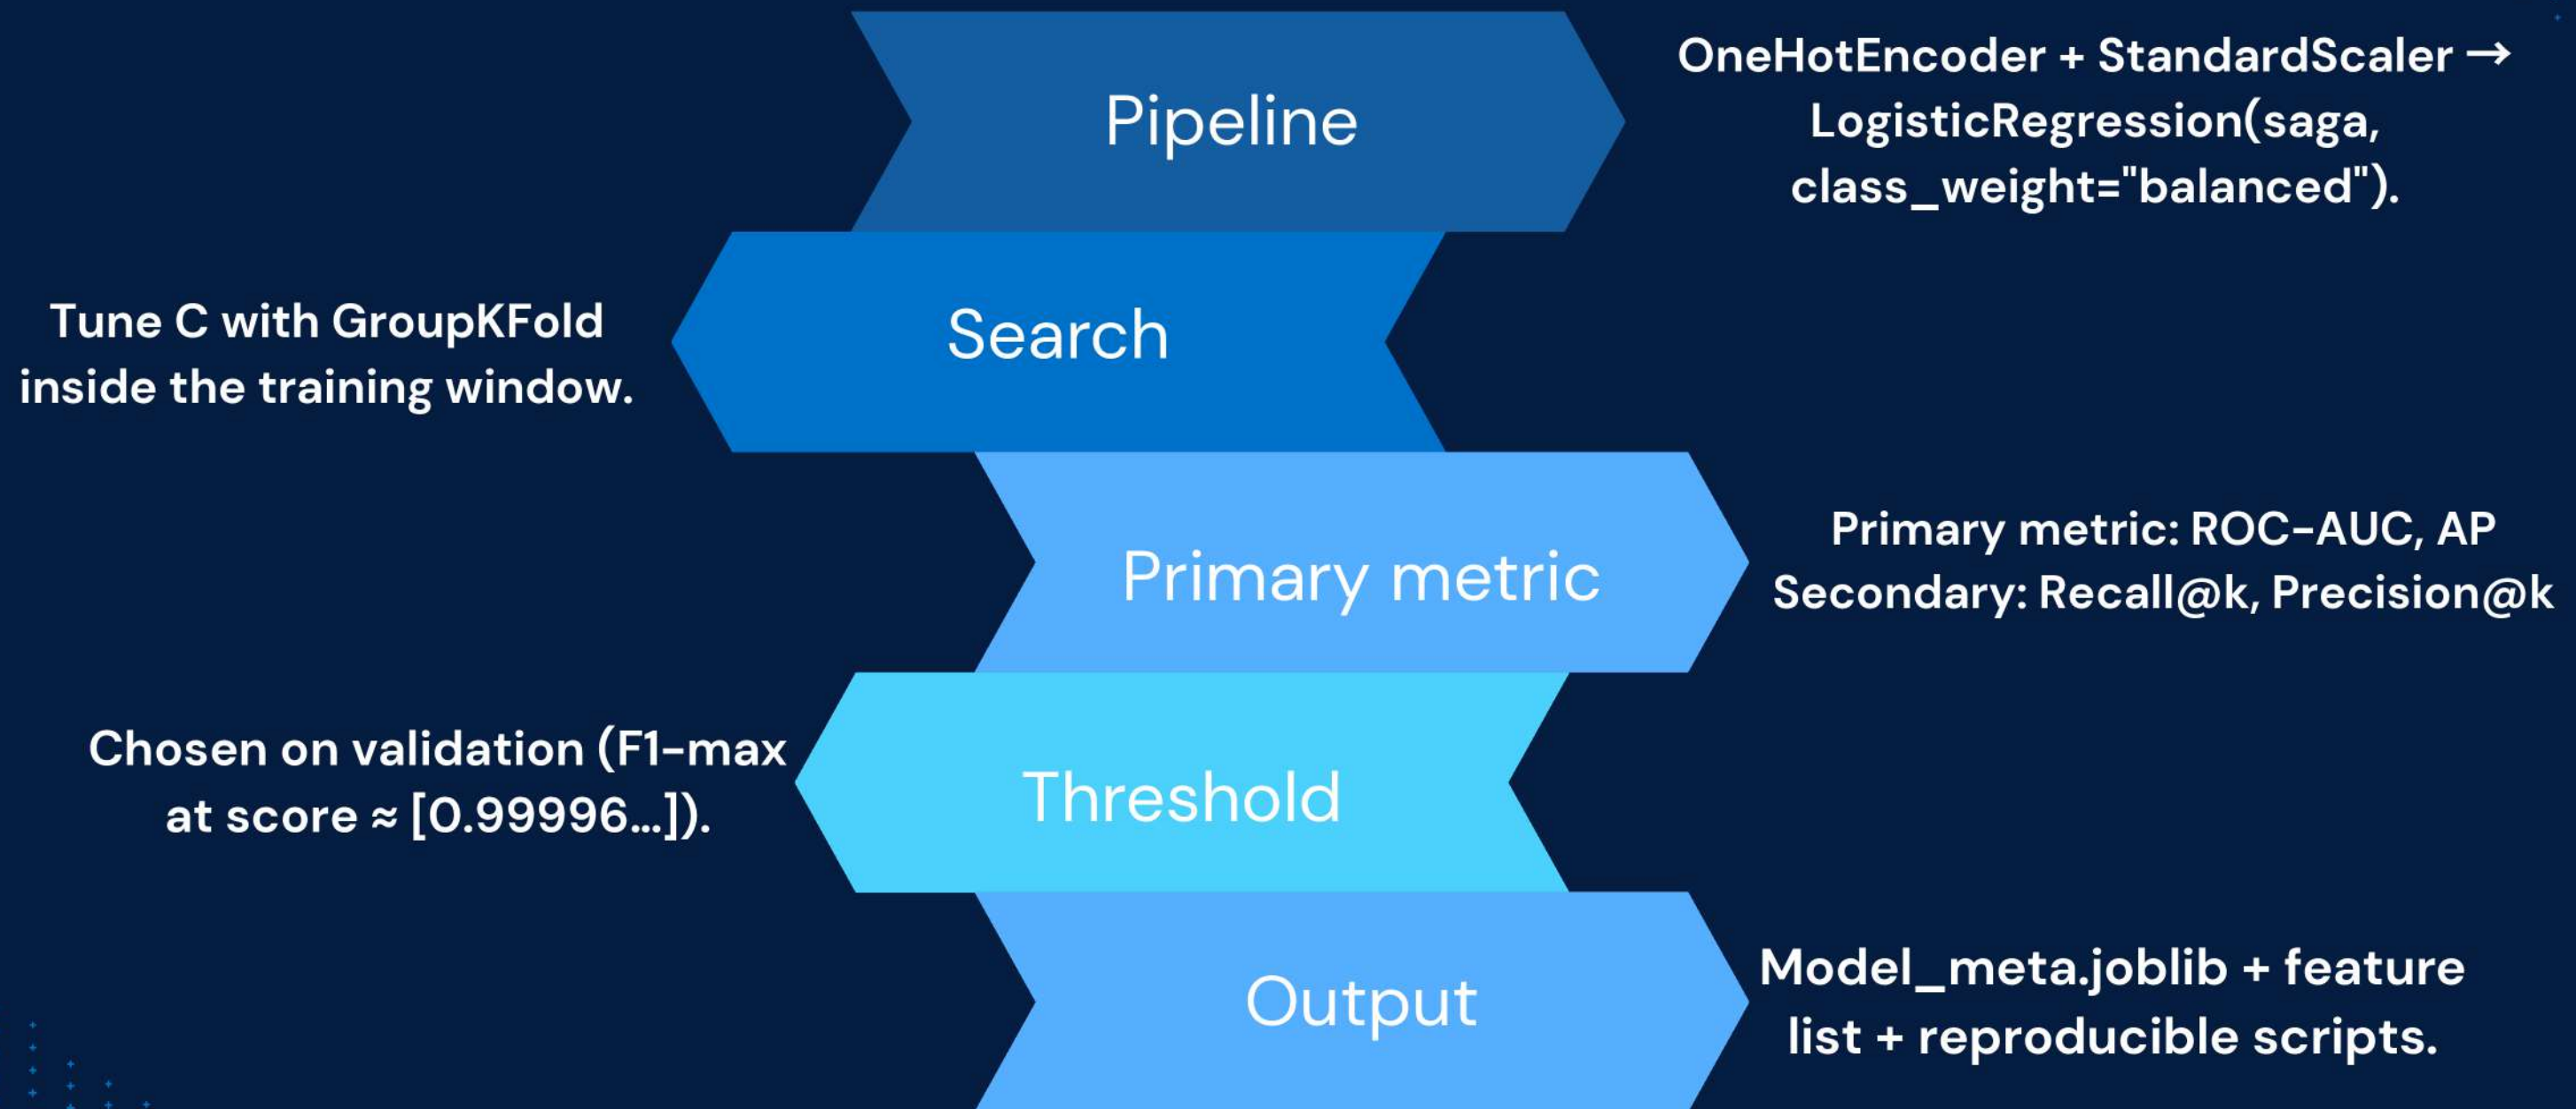 Pipeline
OneHotEncoder + StandardScaler →
LogisticRegression(saga,
class_weight="balanced").
Search
Tune C with GroupKFold
inside the training window.
Primary metric
Primary metric: ROC-AUC, AP
Secondary: Recall@k, Precision@k
Threshold
Chosen on validation (F1-max
at score ≈ [0.99996...]).
Output
Model_meta.joblib + feature
list + reproducible scripts.